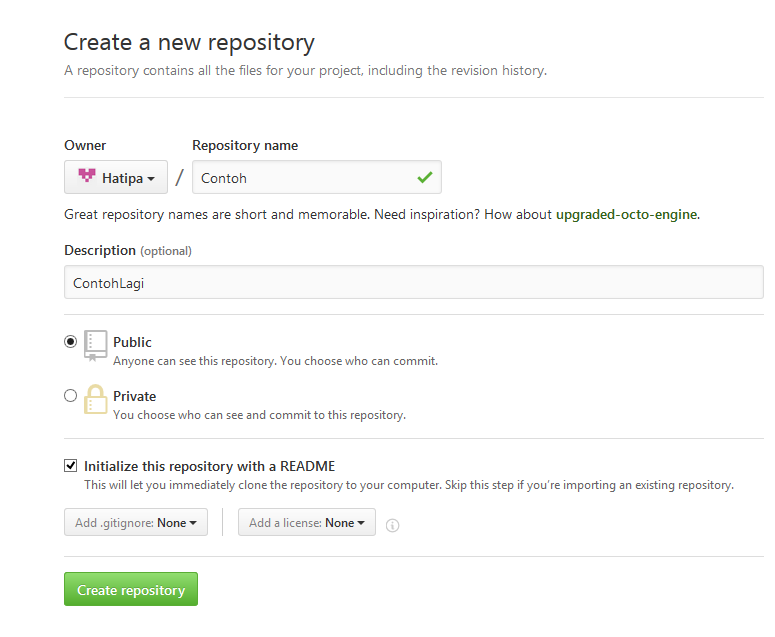 Create a new repository
A repository contains all the files for your project, including the revision history.
Owner Repository name
Hatipa / Contoh
Great repository names are short and memorable. Need inspiration? How about upgraded-octo-engine.
Description (optional)
ContohLagi
Public
Anyone can see this repository. You choose who can commit.
Private
You choose who can see and commit to this repository.
Initialize this repository with a README
This will let you immediately clone the repository to your computer. Skip this step if you're importing an existing repository.
Add .gitignore: None Add a license: None
Create repository